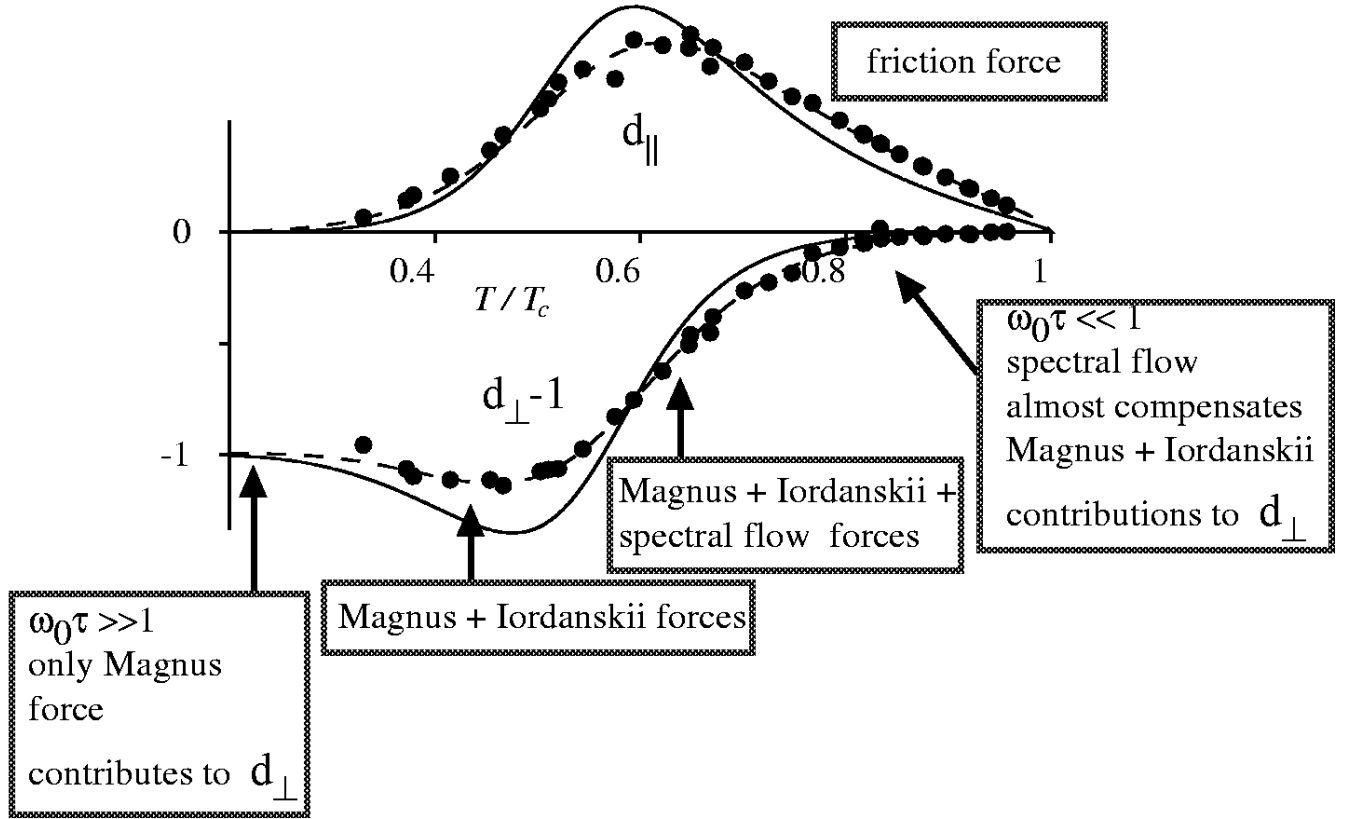 friction force
d∥
0
0.4
0.6
0.8
1
T / Tc
ω0τ << 1
spectral flow
almost compensates
Magnus + Iordanskii
contributions to d⊥
d⊥-1
-1
Magnus + Iordanskii +
spectral flow forces
Magnus + Iordanskii forces
ω0τ >>1
only Magnus
force
contributes to d⊥